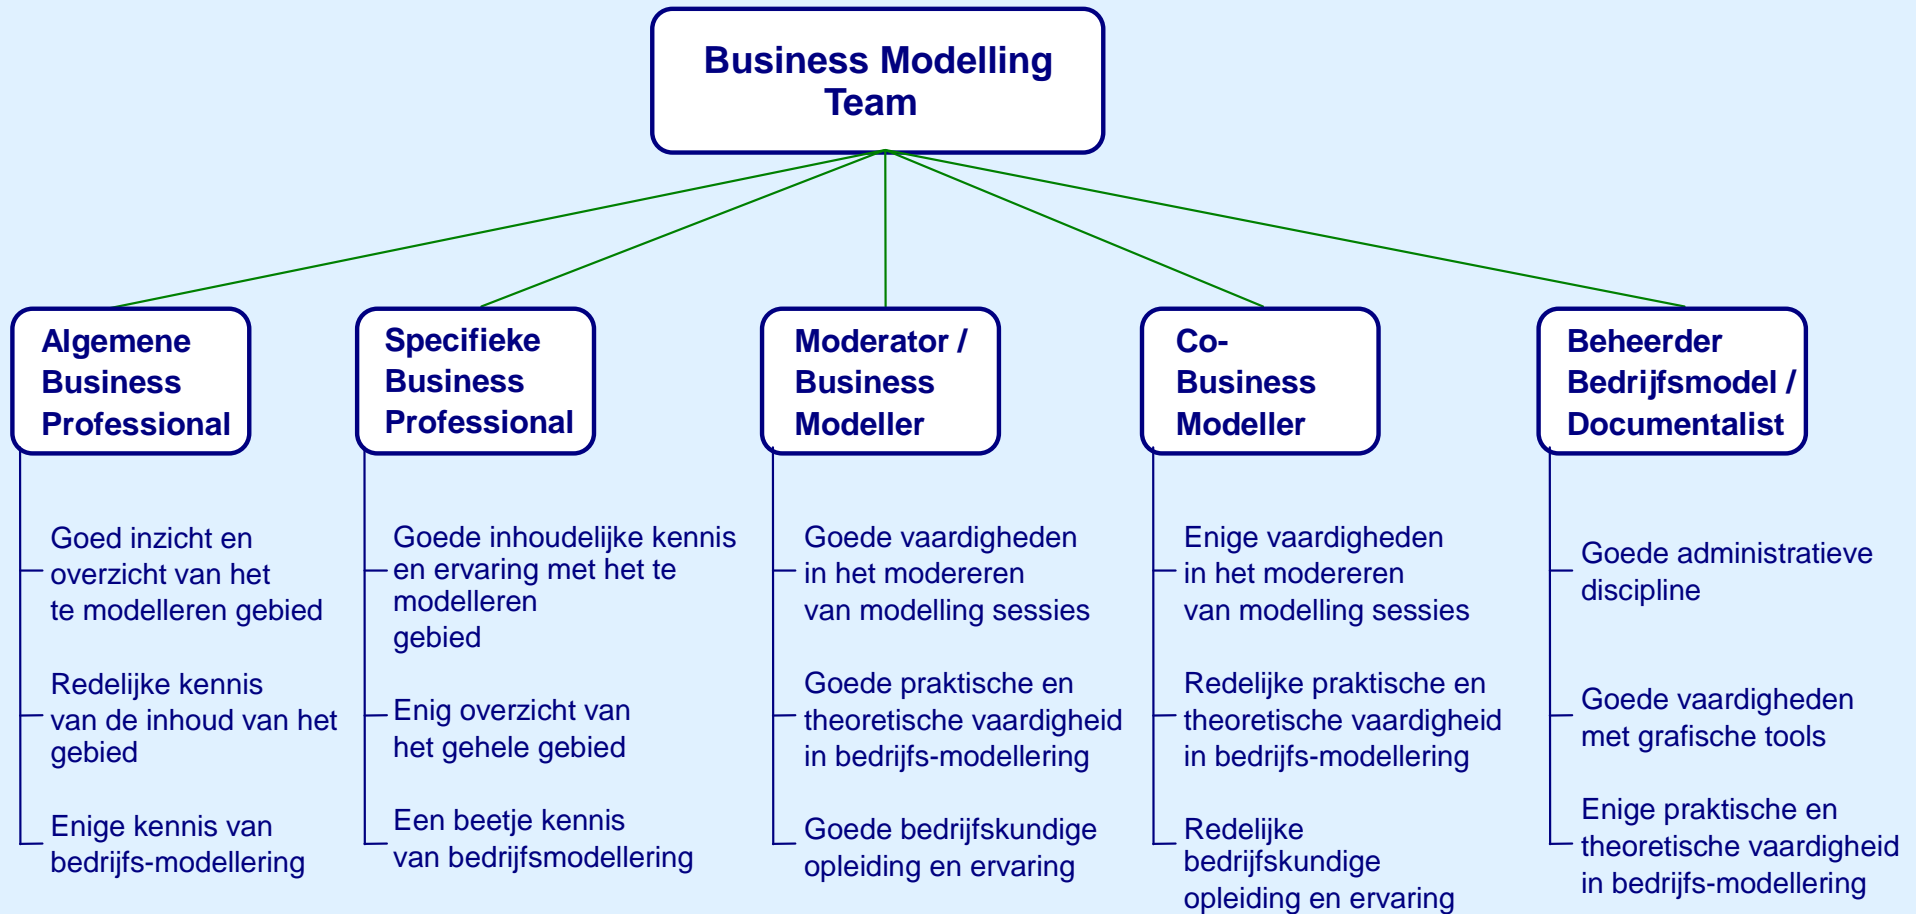 Business Modelling
Team
Algemene
Business
Professional
Goed inzicht en
overzicht van het
te modelleren gebied
Redelijke kennis
van de inhoud van het
gebied
Enige kennis van
bedrijfs-modellering
Specifieke
Business
Professional
Goede inhoudelijke kennis
en ervaring met het te
modelleren
gebied
Enig overzicht van
het gehele gebied
Een beetje kennis
van bedrijfsmodellering
Moderator /
Business
Modeller
Goede vaardigheden
in het modereren
van modelling sessies
Goede praktische en
theoretische vaardigheid
in bedrijfs-modellering
Goede bedrijfskundige
opleiding en ervaring
Co-
Business
Modeller
Enige vaardigheden
in het modereren
van modelling sessies
Redelijke praktische en
theoretische vaardigheid
in bedrijfs-modellering
Redelijke
bedrijfskundige
opleiding en ervaring
Beheerder
Bedrijfsmodel /
Documentalist
Goede administratieve
discipline
Goede vaardigheden
met grafische tools
Enige praktische en
theoretische vaardigheid
in bedrijfs-modellering